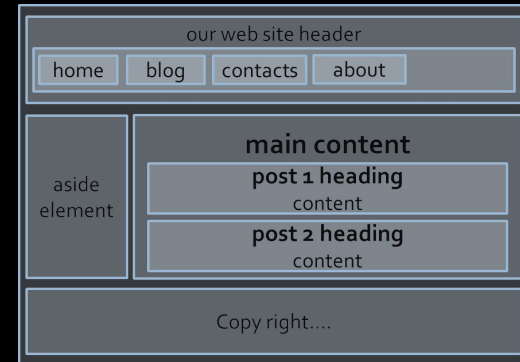 our web site header
home blog contacts about
aside
element
main content
post 1 heading
content
post 2 heading
content
Copy right....